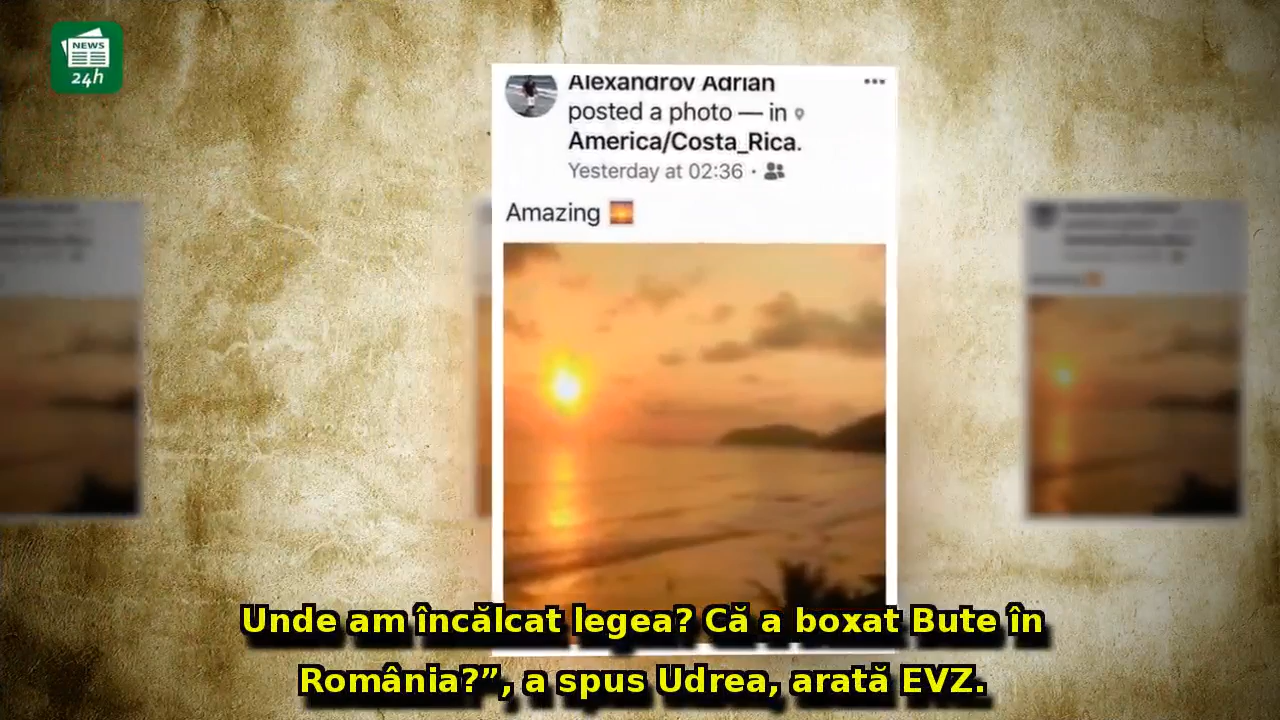 NEWS
24h
Alexandrov Adrian
posted a photo — in
America/Costa_Rica.
Yesterday at 02:36 ·
Amazing
Unde am încălcat legea? Că a boxat Bute în
România?”, a spus Udrea, arată EVZ.